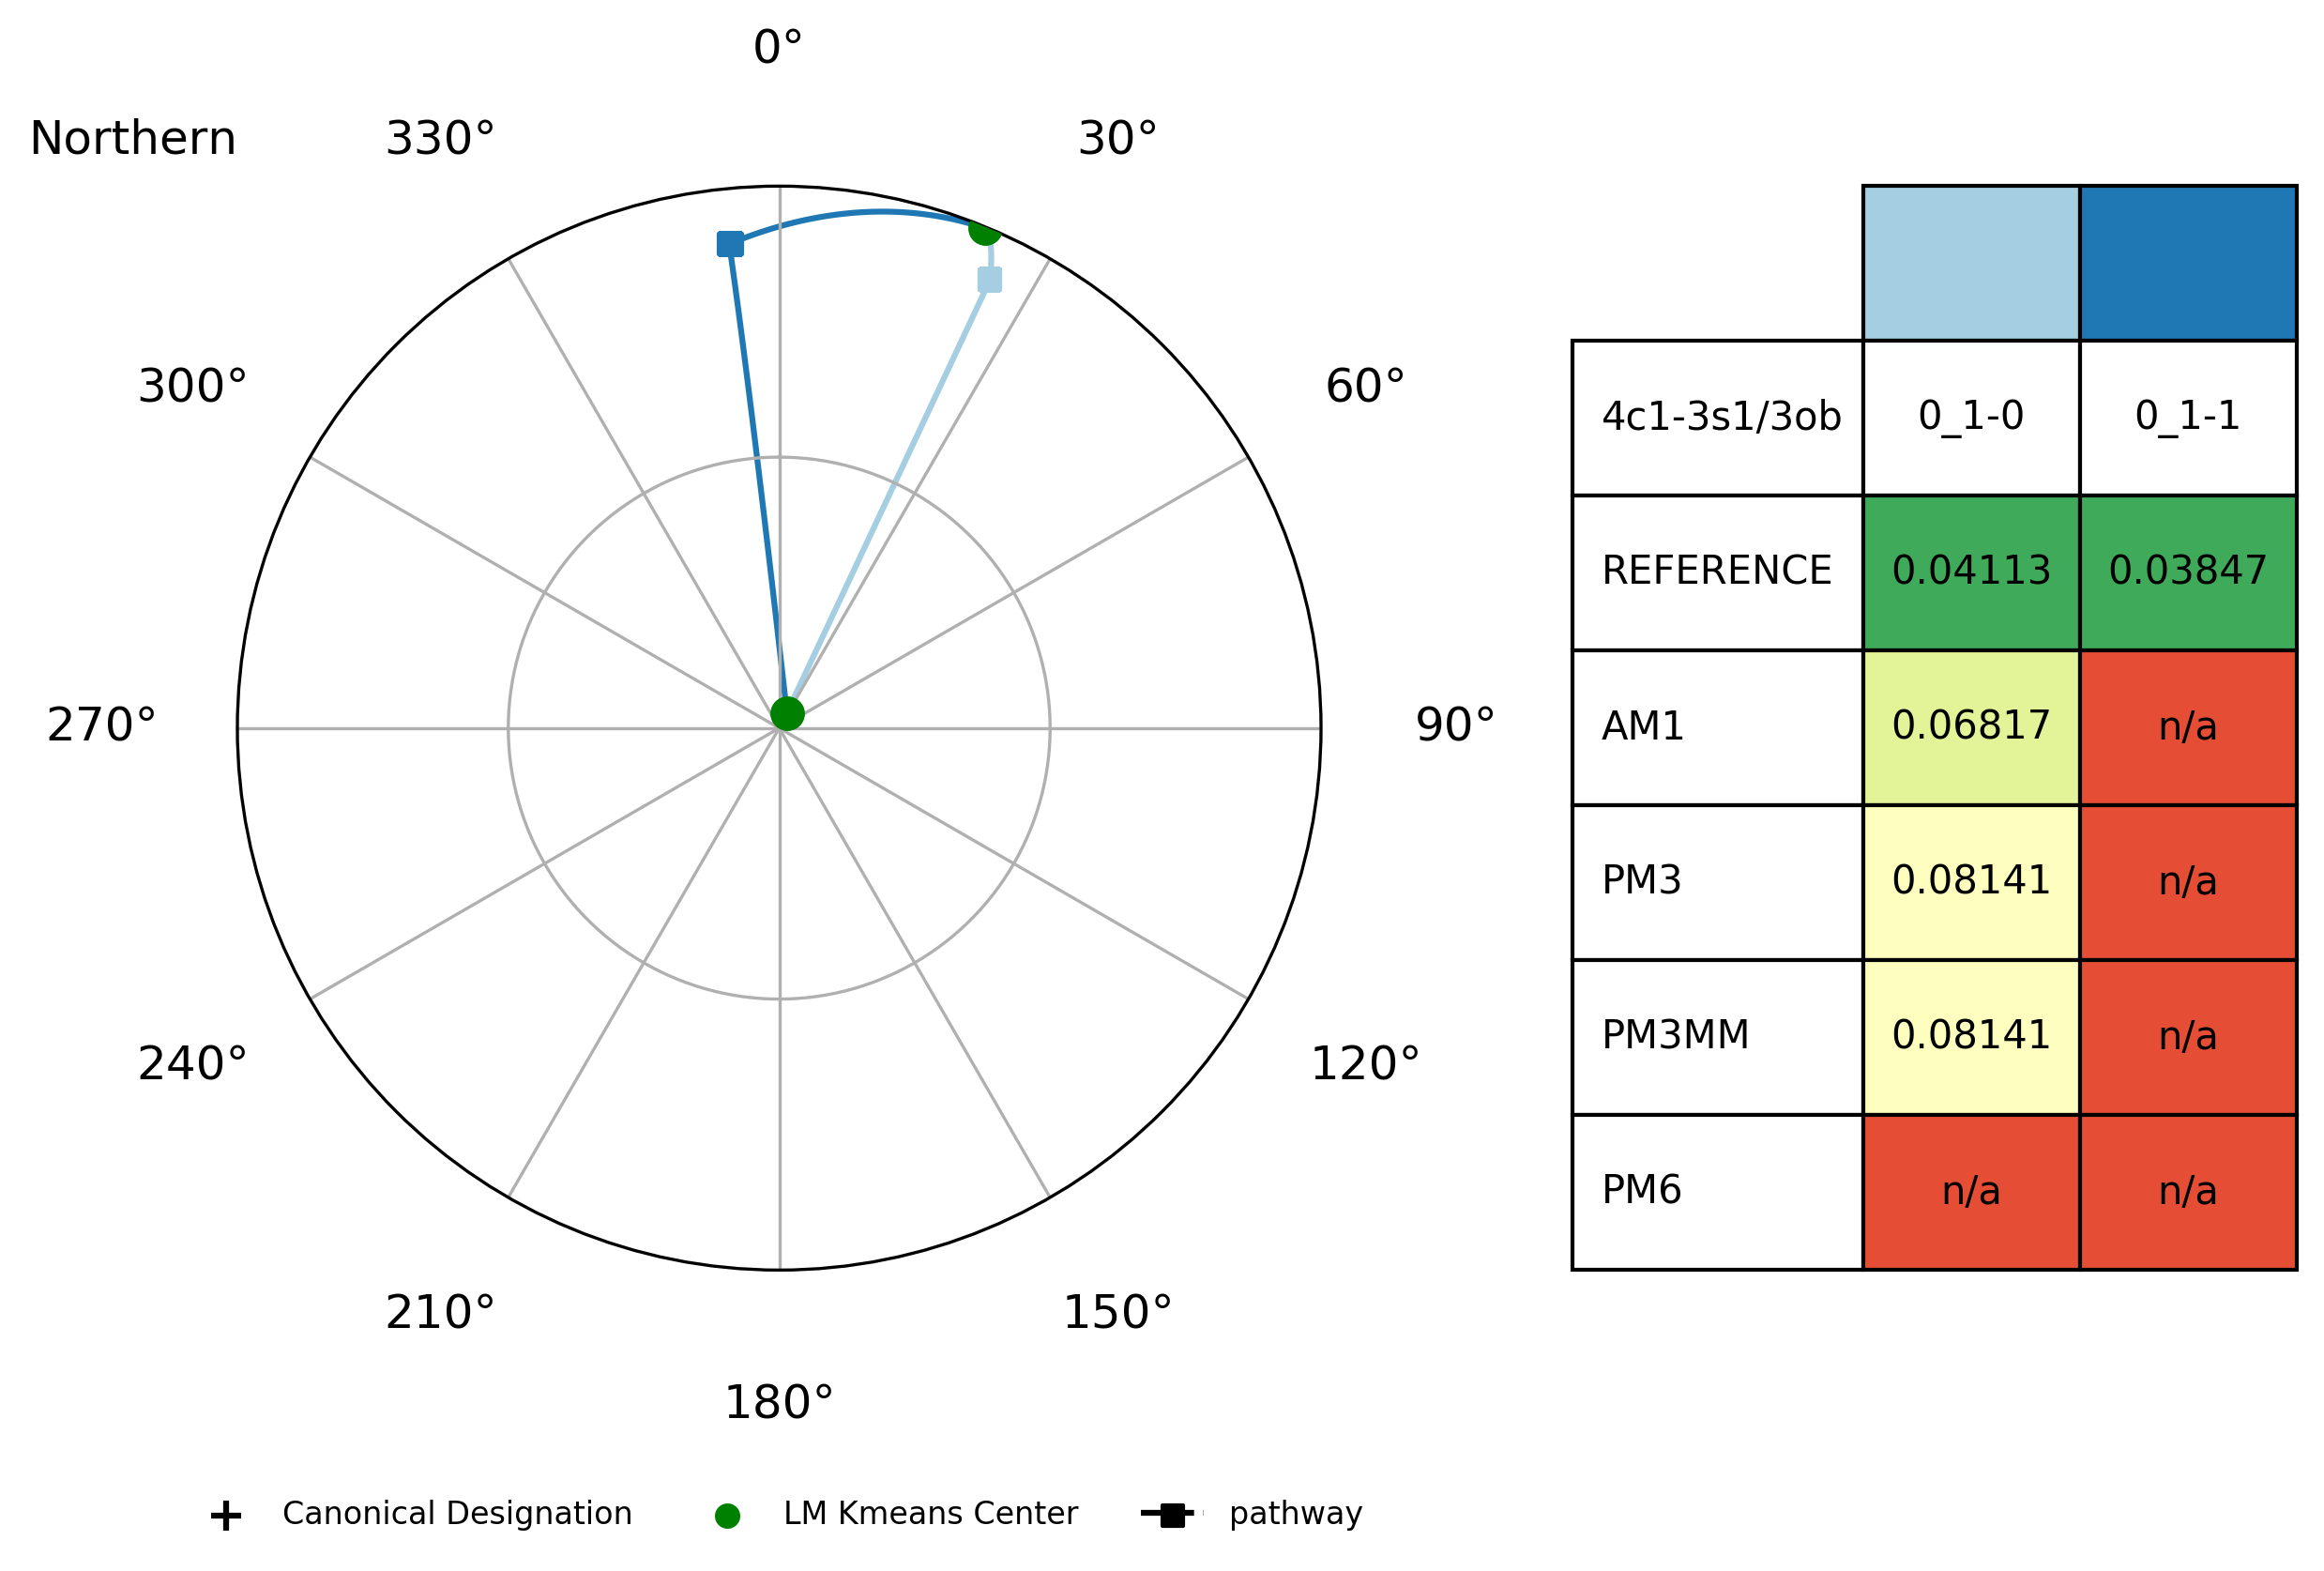 0°
Northern
330°
30°
300°
60°
270°
90°
240°
120°
210°
150°
180°
4c1-3s1/3ob 0_1-0 0_1-1
REFERENCE 0.04113 0.03847
AM1 0.06817 n/a
PM3 0.08141 n/a
PM3MM 0.08141 n/a
PM6 n/a n/a
Canonical Designation LM Kmeans Center pathway